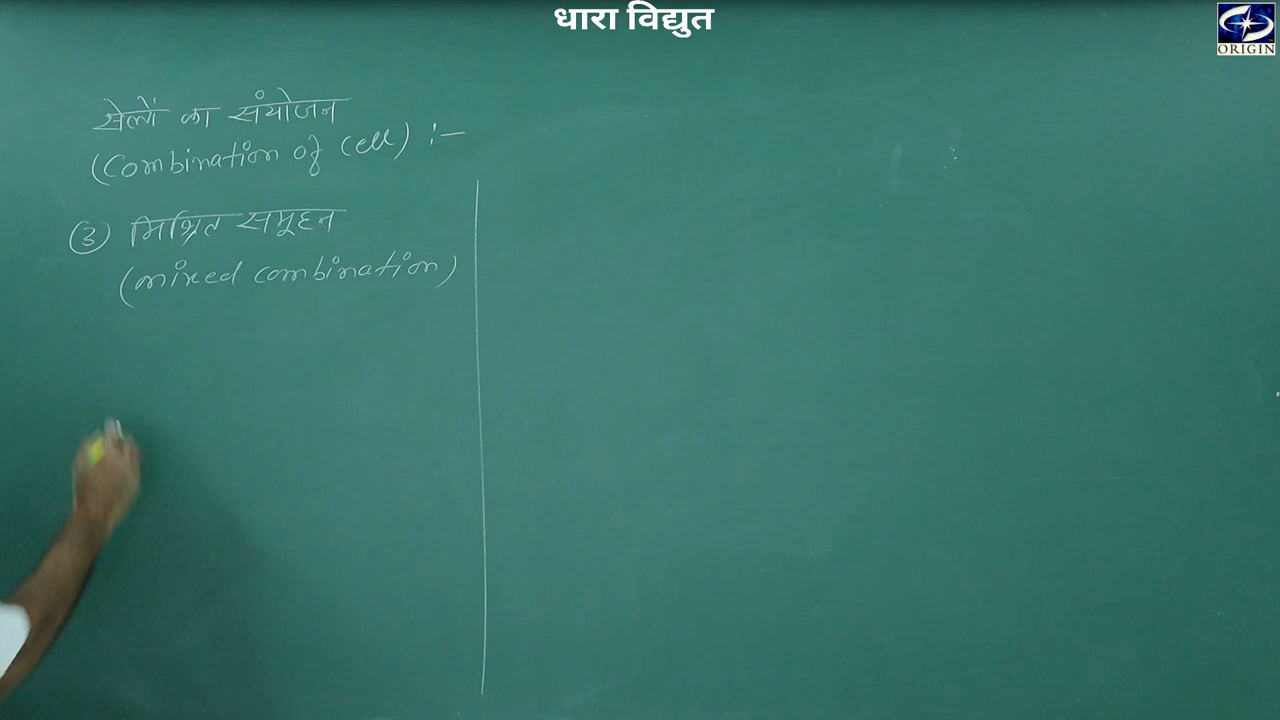 धारा विद्युत
ORIGIN
सेलों का संयोजन
(Combination of Cell) :-
③ मिश्रित समूहन
(mixed combination)